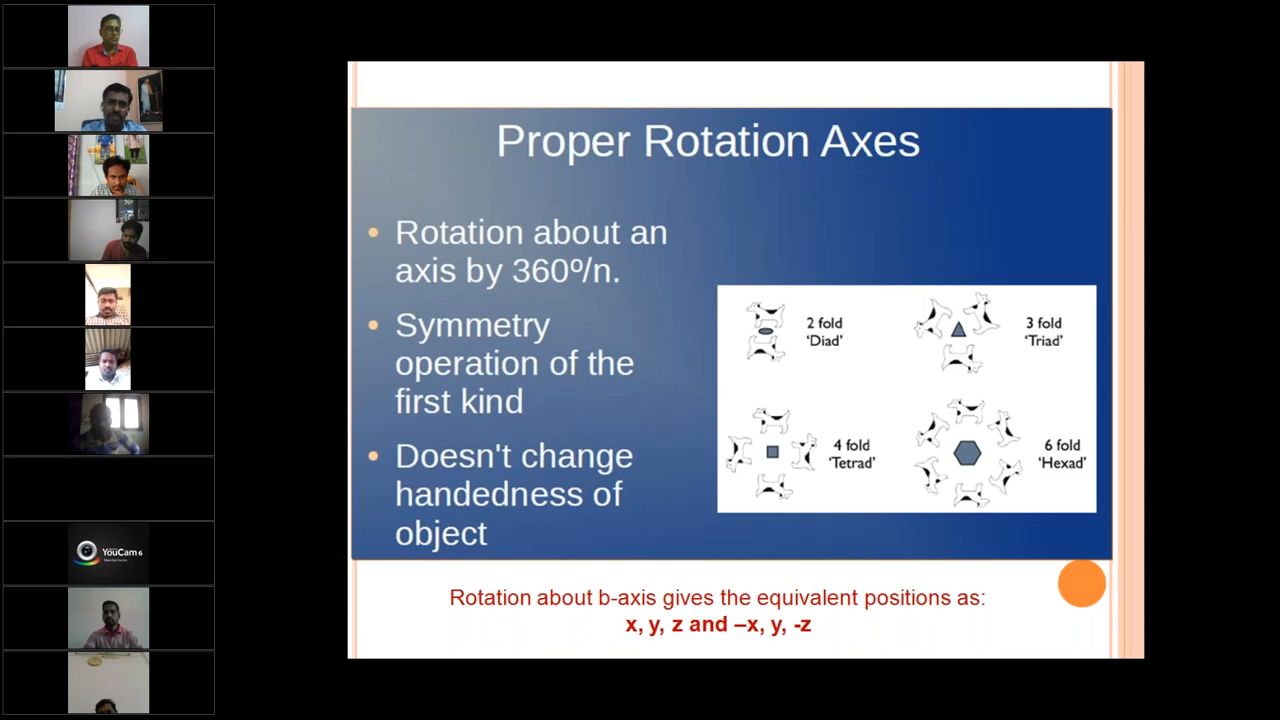 Proper Rotation Axes
• Rotation about an
axis by 360º/n.
• Symmetry
operation of the
first kind
• Doesn't change
handedness of
object
2 fold
'Diad'
3 fold
'Triad'
4 fold
'Tetrad'
6 fold
'Hexad'
Rotation about b-axis gives the equivalent positions as:
x, y, z and –x, y, -z
YouCam 6